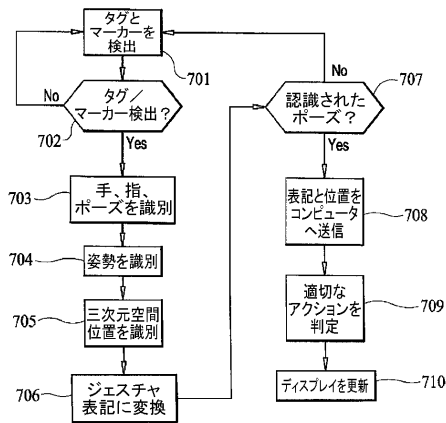 タグと
マーカーを
検出
701
No
タグ／
マーカー検出？
702
Yes
703
手、指、
ポーズを識別
704
姿勢を識別
705
三次元空間
位置を識別
706
ジェスチャ
表記に変換
No
707
認識された
ポーズ？
Yes
表記と位置を
コンピュータ
へ送信
708
適切な
アクションを
判定
709
ディスプレイを更新
710